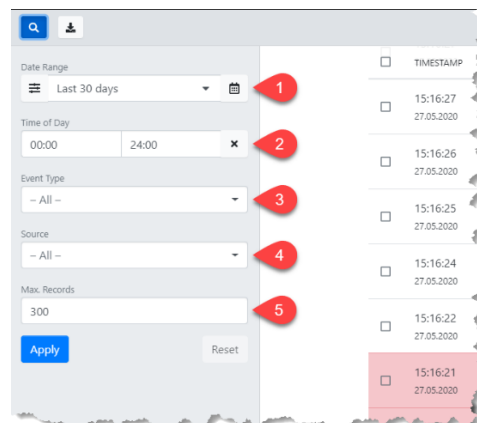 Date Range
Last 30 days
1
Time of Day
00:00 24:00
2
Event Type
– All –
3
Source
– All –
4
Max. Records
300
5
Apply Reset
TIMESTAMP
15:16:27
27.05.2020
15:16:26
27.05.2020
15:16:25
27.05.2020
15:16:24
27.05.2020
15:16:22
27.05.2020
15:16:21
27.05.2020